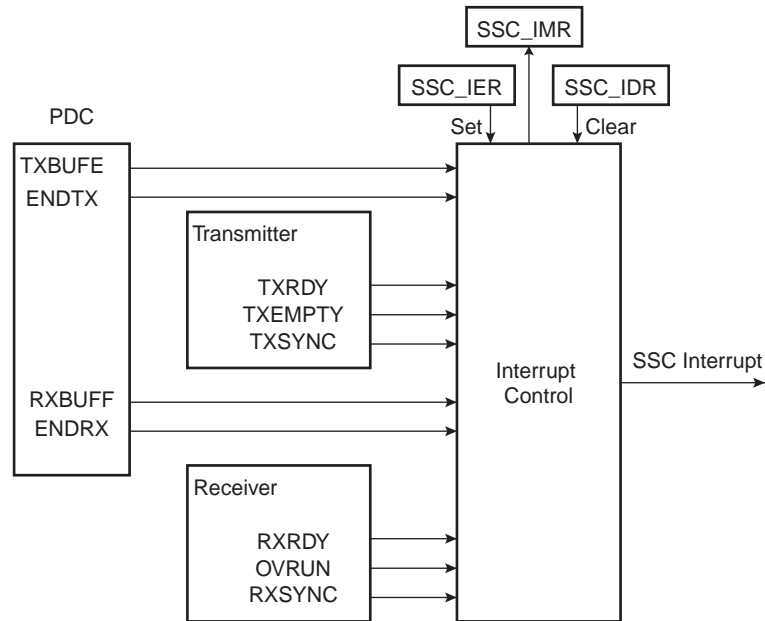 SSC_IMR
SSC_IER
SSC_IDR
Set
Clear
PDC
TXBUFE
ENDTX
Transmitter
TXRDY
TXEMPTY
TXSYNC
RXBUFF
ENDRX
Receiver
RXRDY
OVRUN
RXSYNC
Interrupt
Control
SSC Interrupt